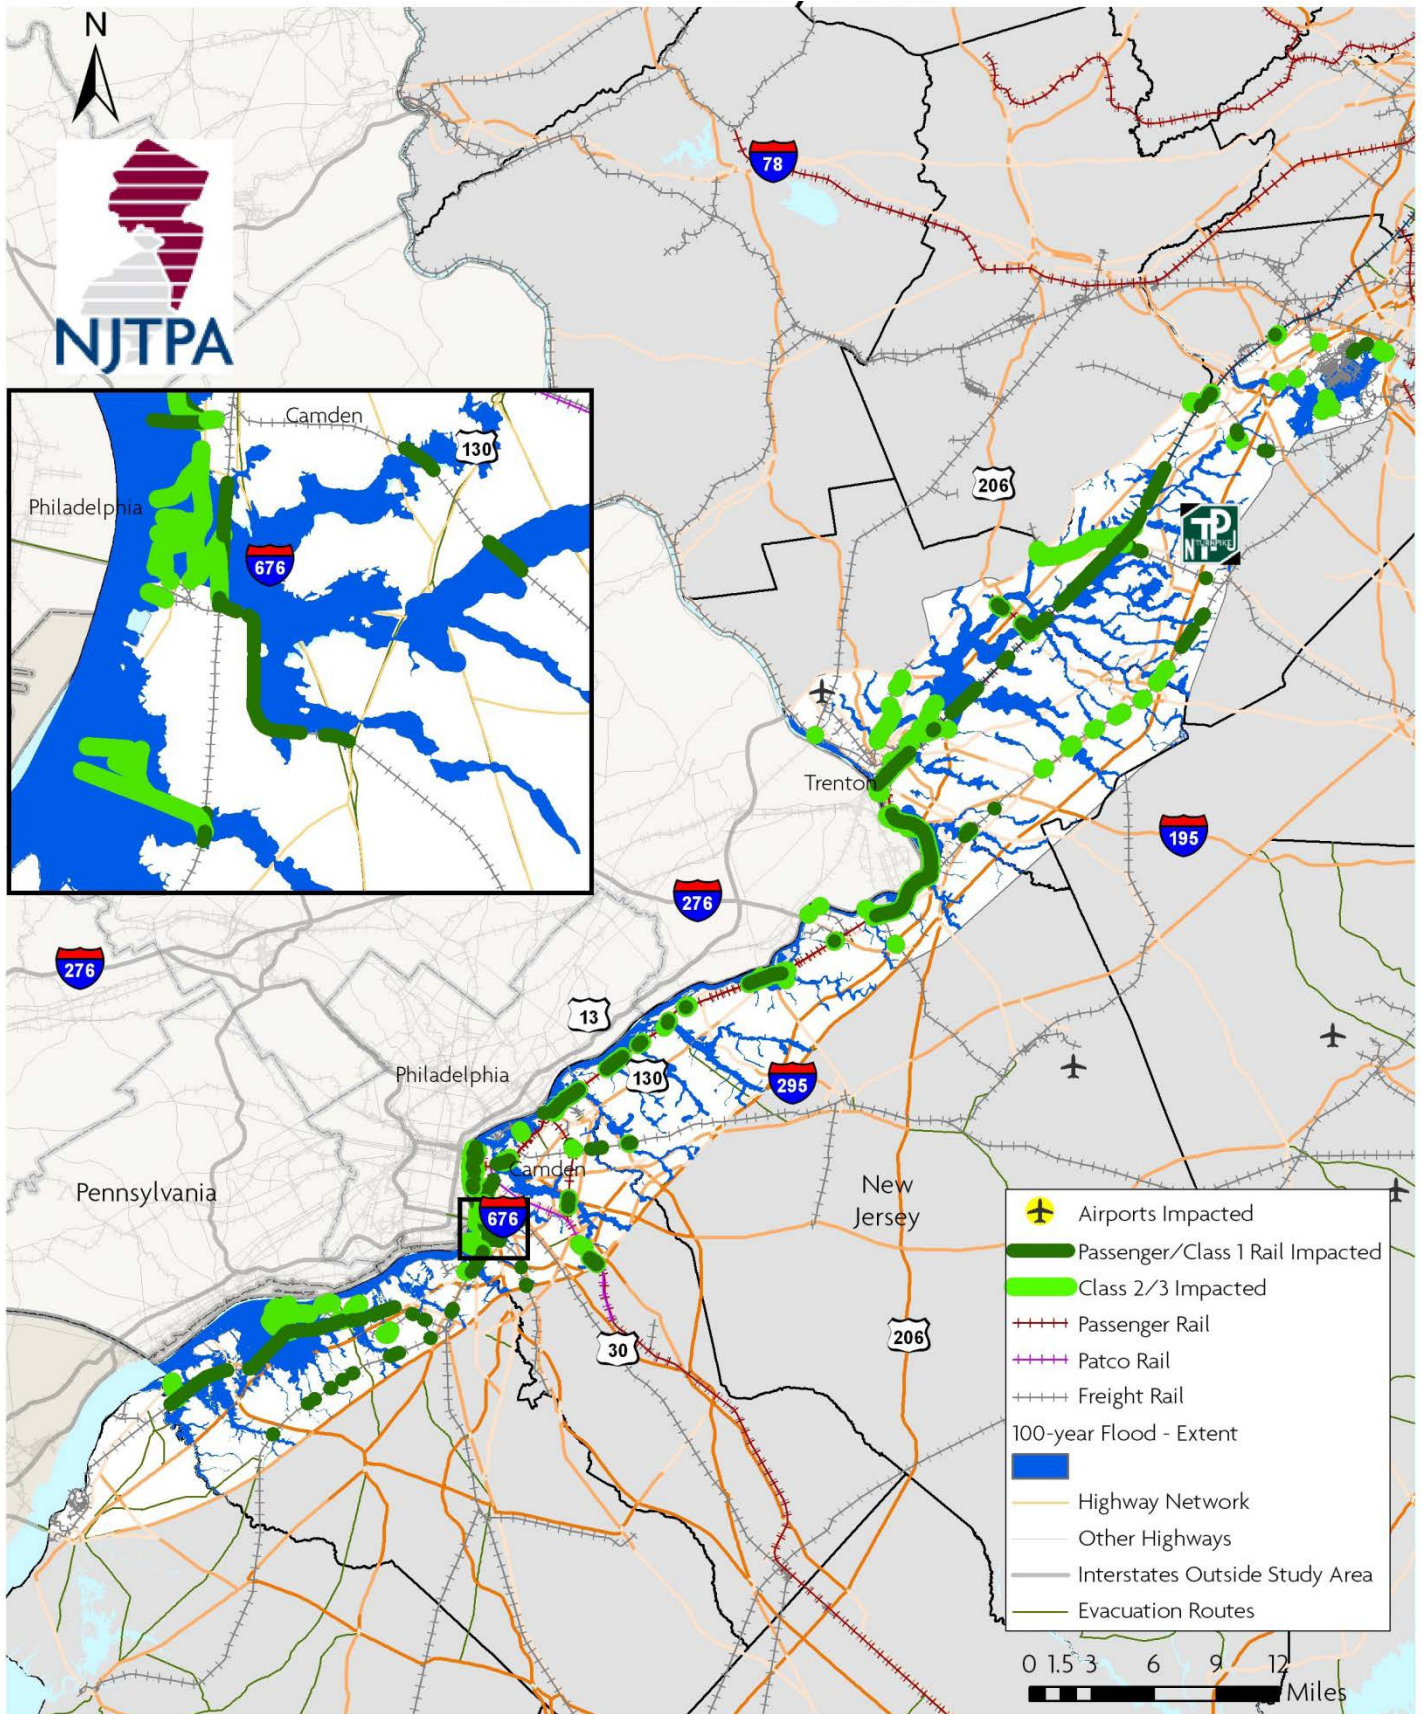 N
NJTPA
78
Camden
130
Philadelphia
676
206
NJ TURNPIKE
TP
Trenton
195
276
276
13
Philadelphia
130
295
Camden
Pennsylvania
676
New
Jersey
30
206
Airports Impacted
Passenger/Class 1 Rail Impacted
Class 2/3 Impacted
Passenger Rail
Patco Rail
Freight Rail
100-year Flood - Extent
Highway Network
Other Highways
Interstates Outside Study Area
Evacuation Routes
0 1.5 3 6 9 12
Miles